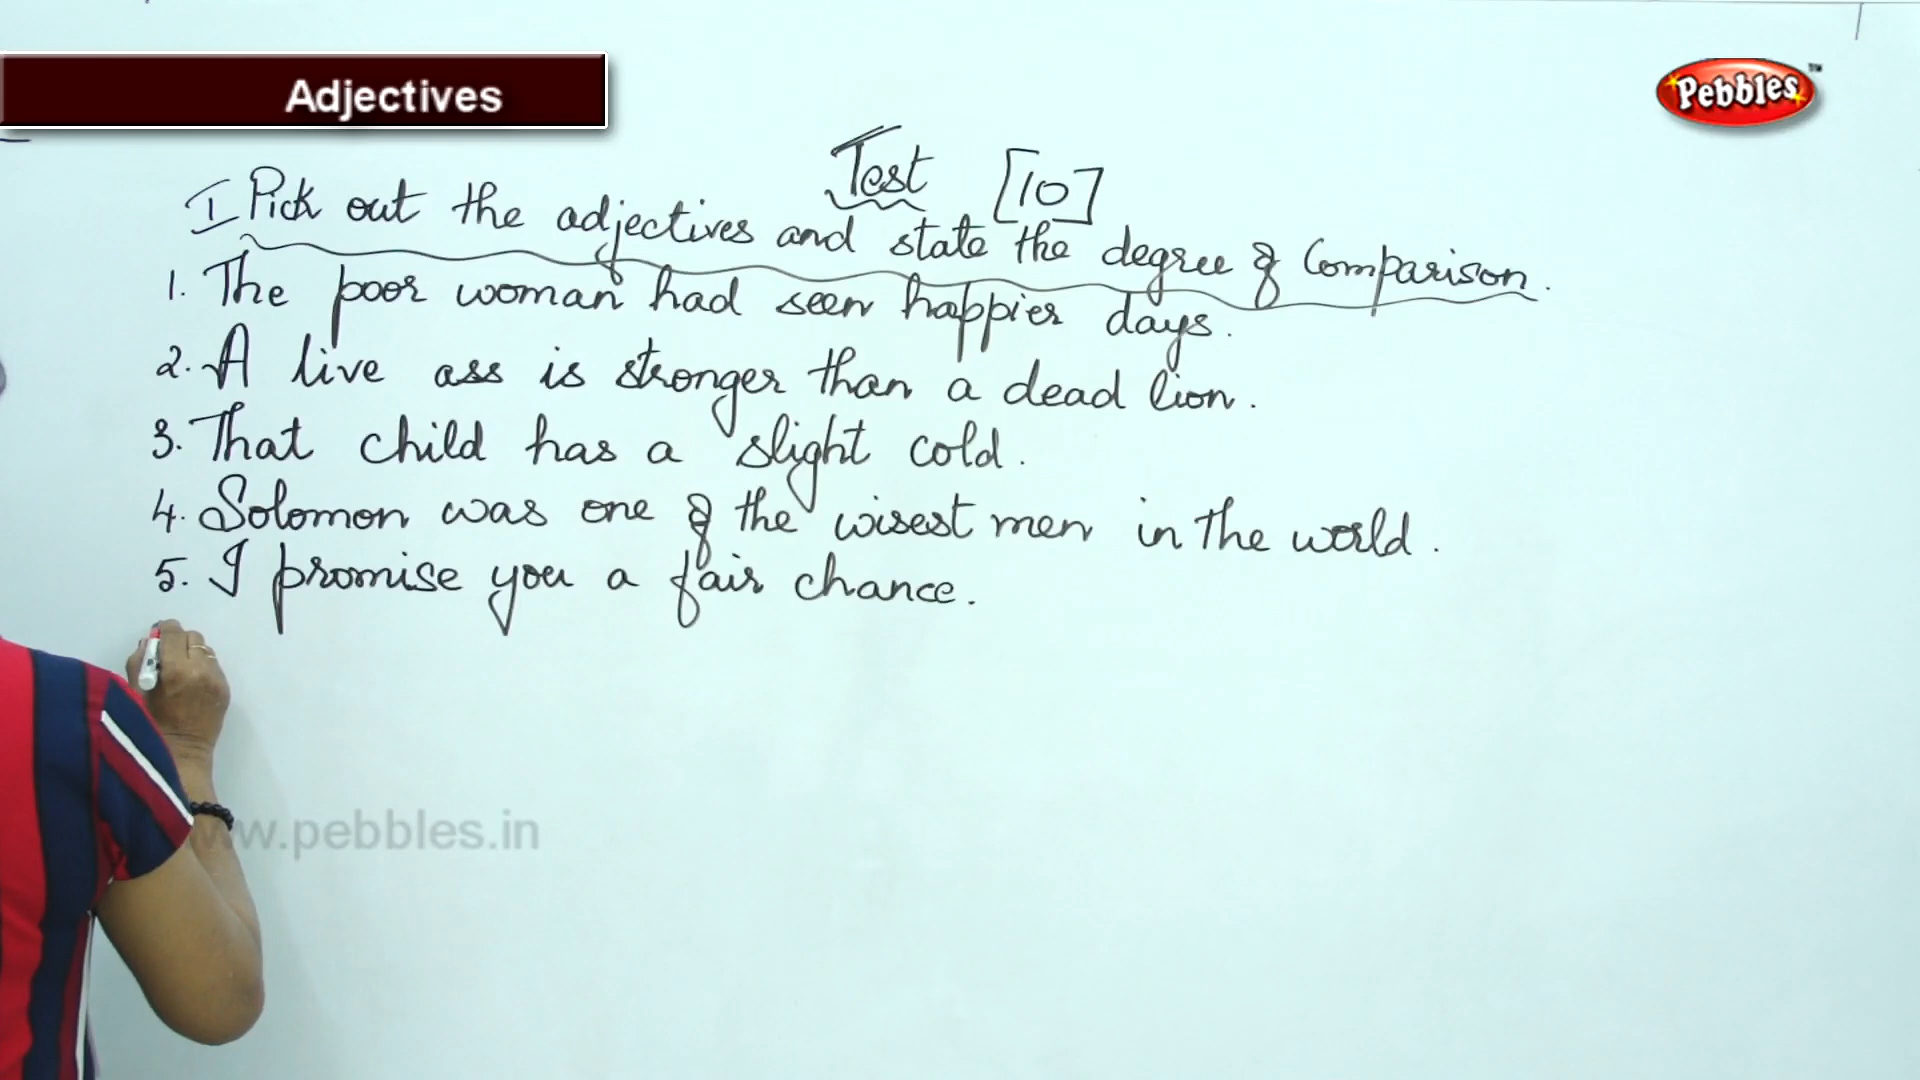 Adjectives
Pebbles™
Test [10]
I Pick out the adjectives and state the degree of Comparison.
1. The poor woman had seen happier days.
2. A live ass is stronger than a dead lion.
3. That child has a slight cold.
4. Solomon was one of the wisest men in the world.
5. I promise you a fair chance.
www.pebbles.in